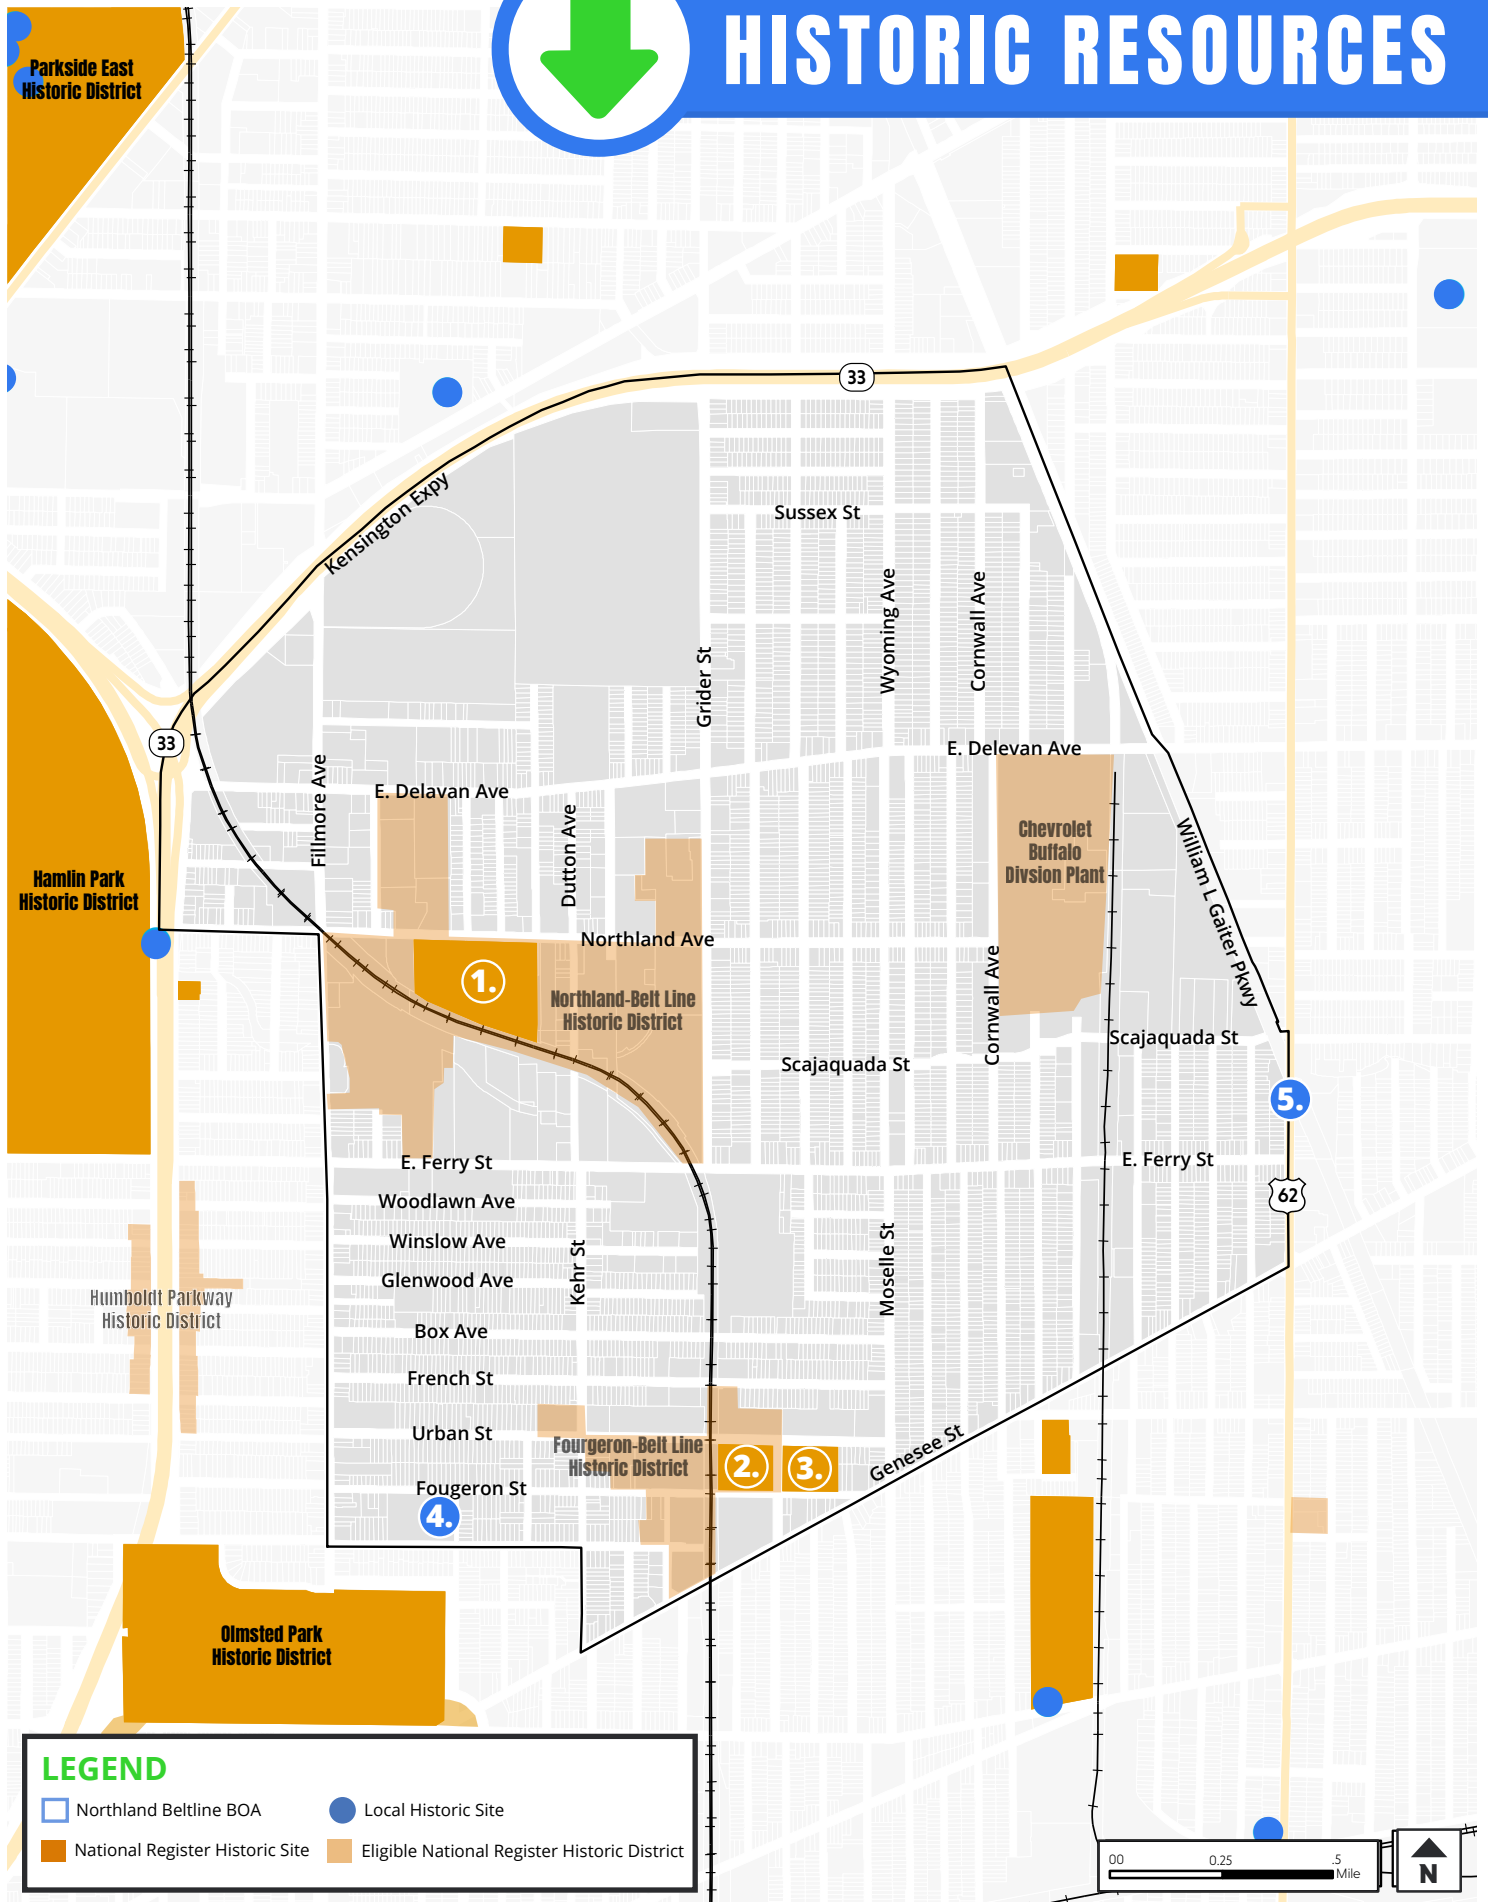 HISTORIC RESOURCES
Parkside East
Historic District
33
Kensington Expy
Sussex St
Wyoming Ave
Cornwall Ave
Grider St
33
E. Delevan Ave
Fillmore Ave
E. Delavan Ave
Dutton Ave
Chevrolet
Buffalo
Divsion Plant
William L Gaiter Pkwy
Hamlin Park
Historic District
Northland Ave
1.
Northland-Belt Line
Historic District
Cornwall Ave
Scajaquada St
Scajaquada St
5.
E. Ferry St
E. Ferry St
62
Woodlawn Ave
Winslow Ave
Kehr St
Moselle St
Glenwood Ave
Humboldt Parkway
Historic District
Box Ave
French St
Urban St
Fourgeron-Belt Line
Historic District
2.
3.
Genesee St
Fougeron St
4.
Olmsted Park
Historic District
LEGEND
Northland Beltline BOA
Local Historic Site
National Register Historic Site
Eligible National Register Historic District
00
0.25
.5
Mile
N